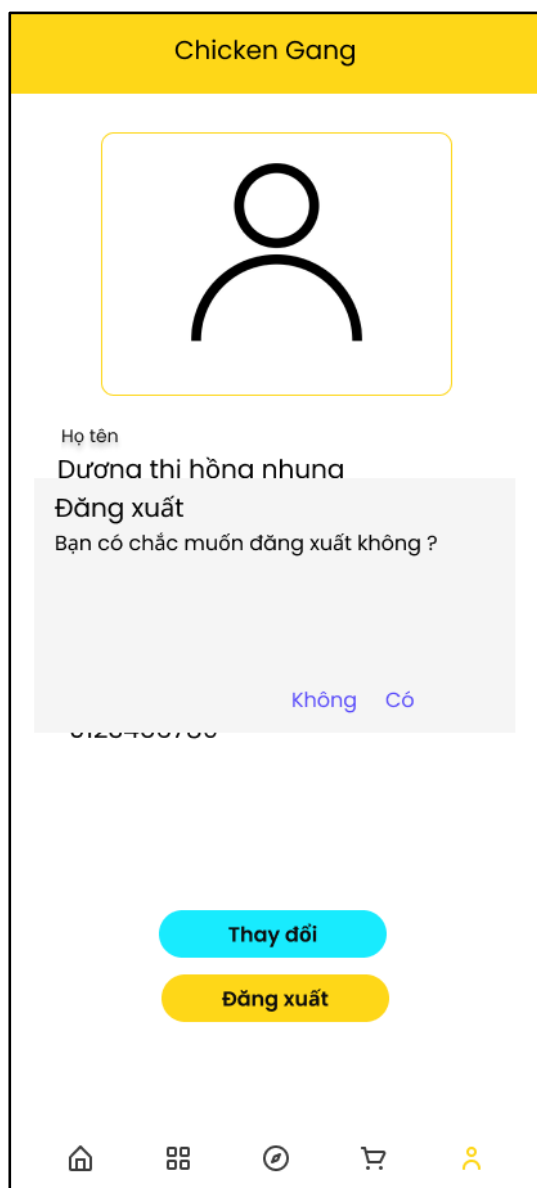 Chicken Gang
Họ tên
Dương thi hồng nhung
Đăng xuất
Bạn có chắc muốn đăng xuất không ?
Không Có
Thay đổi
Đăng xuất